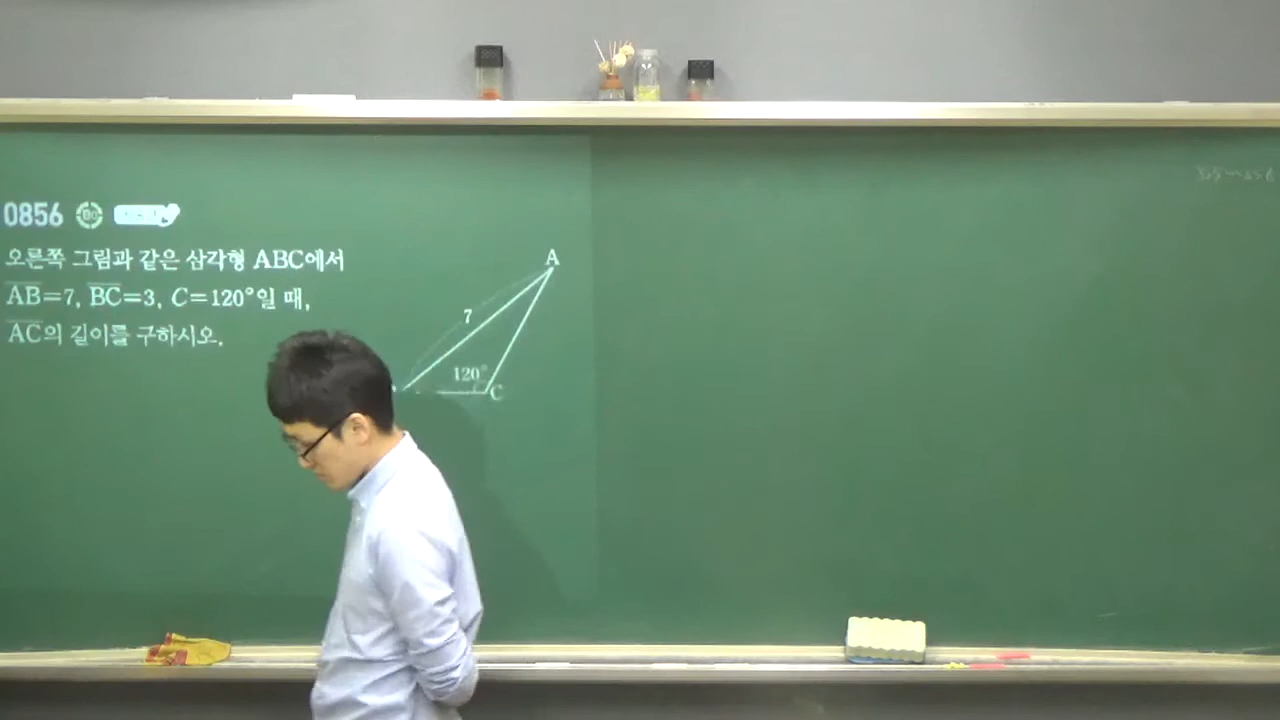 0856
오른쪽 그림과 같은 삼각형 ABC에서
AB=7, BC=3, C=120°일 때,
AC의 길이를 구하시오.
A
7
120°
C